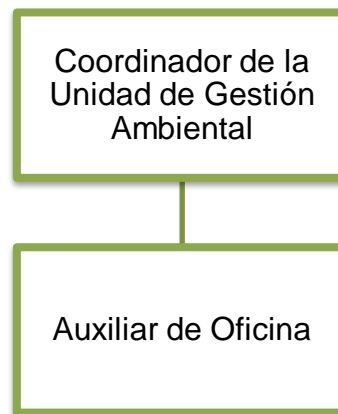 Coordinador de la
Unidad de Gestión
Ambiental
Auxiliar de Oficina